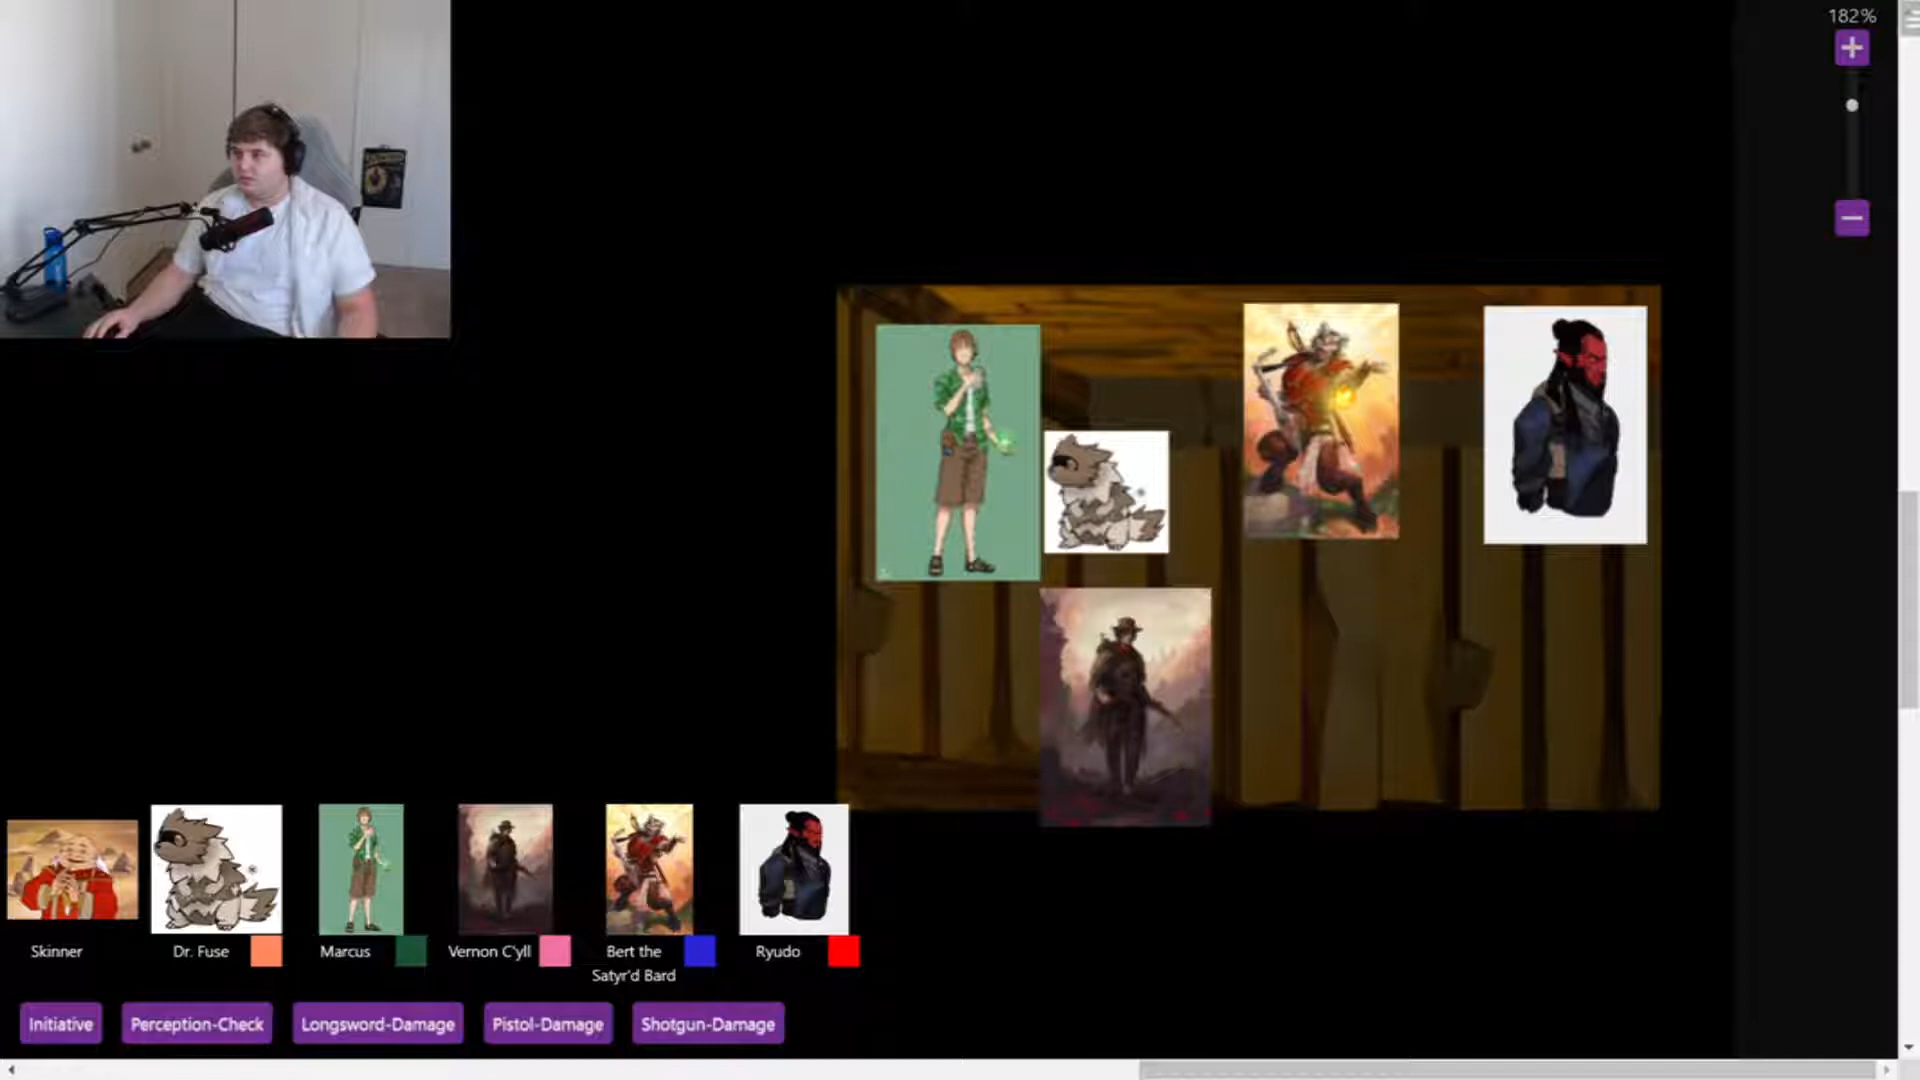 182%
Skinner
Dr. Fuse
Marcus
Vernon C'yll
Bert the
Satyr'd Bard
Ryudo
Initiative
Perception-Check
Longsword-Damage
Pistol-Damage
Shotgun-Damage